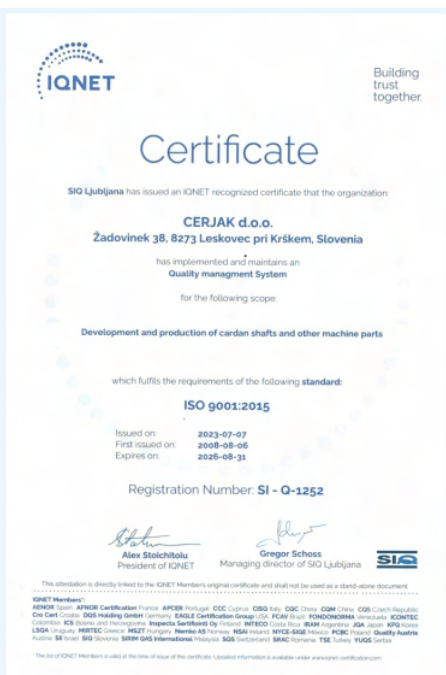 IQNET
Building
trust
together.
Certificate
SIQ Ljubljana has issued an IQNET recognized certificate that the organization:
CERJAK d.o.o.
Žadovinek 38, 8273 Leskovec pri Krškem, Slovenia
has implemented and maintains an
Quality managment System
for the following scope:
Development and production of cardan shafts and other machine parts
which fulfils the requirements of the following standard:
ISO 9001:2015
Issued on: 2023-07-07
First issued on: 2008-08-06
Expires on: 2026-08-31
Registration Number: SI - Q-1252
Alex Stoichitoiu
President of IQNET
Gregor Schoss
Managing director of SIQ Ljubljana
SIQ
This attestation is directly linked to the IQNET Member's original certificate and shall not be used as a stand-alone document.
IQNET Members*:
AENOR Spain AFNOR Certification France APCER Portugal CCC Cyprus CISQ Italy CQC China CQM China CQS Czech Republic
Cro Cert Croatia DQS Holding GmbH Germany EAGLE Certification Group USA FCAV Brazil FONDONORMA Venezuela ICONTEC
Colombia ICS Bosnia and Herzegovina Inspecta Sertifiointi Oy Finland INTECO Costa Rica IRAM Argentina JQA Japan KFQ Korea
LSQA Uruguay MIRTEC Greece MSZT Hungary Nemko AS Norway NSAI Ireland NYCE-SIGE México PCBC Poland Quality Austria
Austria SII Israel SIQ Slovenia SIRIM QAS International Malaysia SQS Switzerland SRAC Romania TSE Turkey YUQS Serbia
* The list of IQNET Members is valid at the time of issue of this certificate. Updated information is available under www.iqnet-certification.com